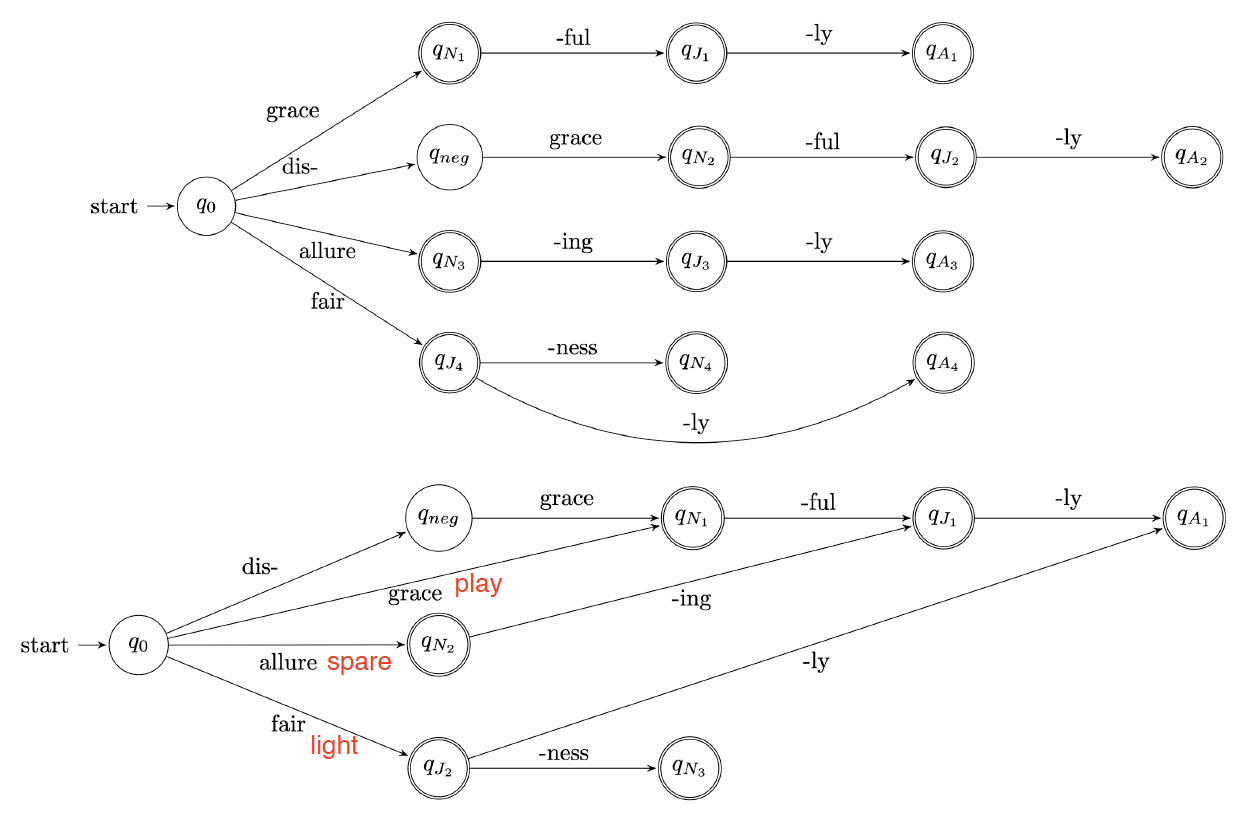 q_{N_1} -ful q_{J_1} -ly q_{A_1}
grace
dis- q_{neg} grace q_{N_2} -ful q_{J_2} -ly q_{A_2}
start q_0
allure q_{N_3} -ing q_{J_3} -ly q_{A_3}
fair
q_{J_4} -ness q_{N_4} q_{A_4}
-ly
q_{neg} grace q_{N_1} -ful q_{J_1} -ly q_{A_1}
dis-
grace play
-ing
start q_0 q_{N_2}
allure spare
-ly
fair
light
q_{J_2} -ness q_{N_3}